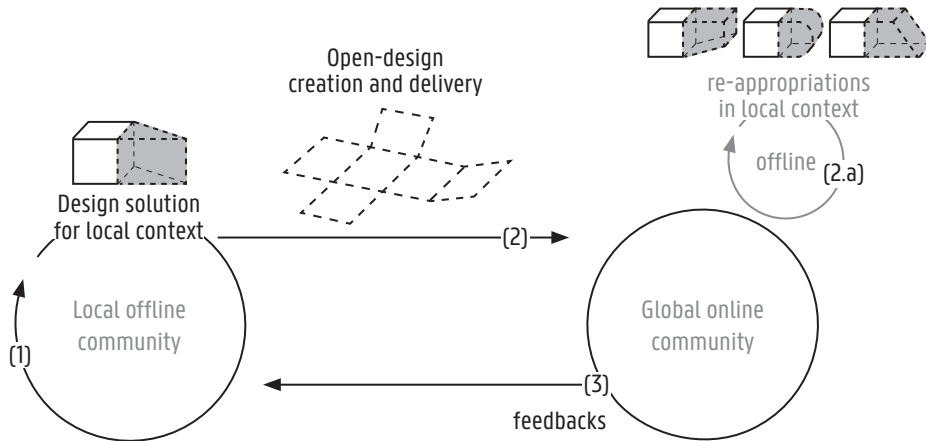 Open-design
creation and delivery
re-appropriations
in local context
offline
(2.a)
Design solution
for local context
(2)
Local offline
community
(1)
Global online
community
(3)
feedbacks